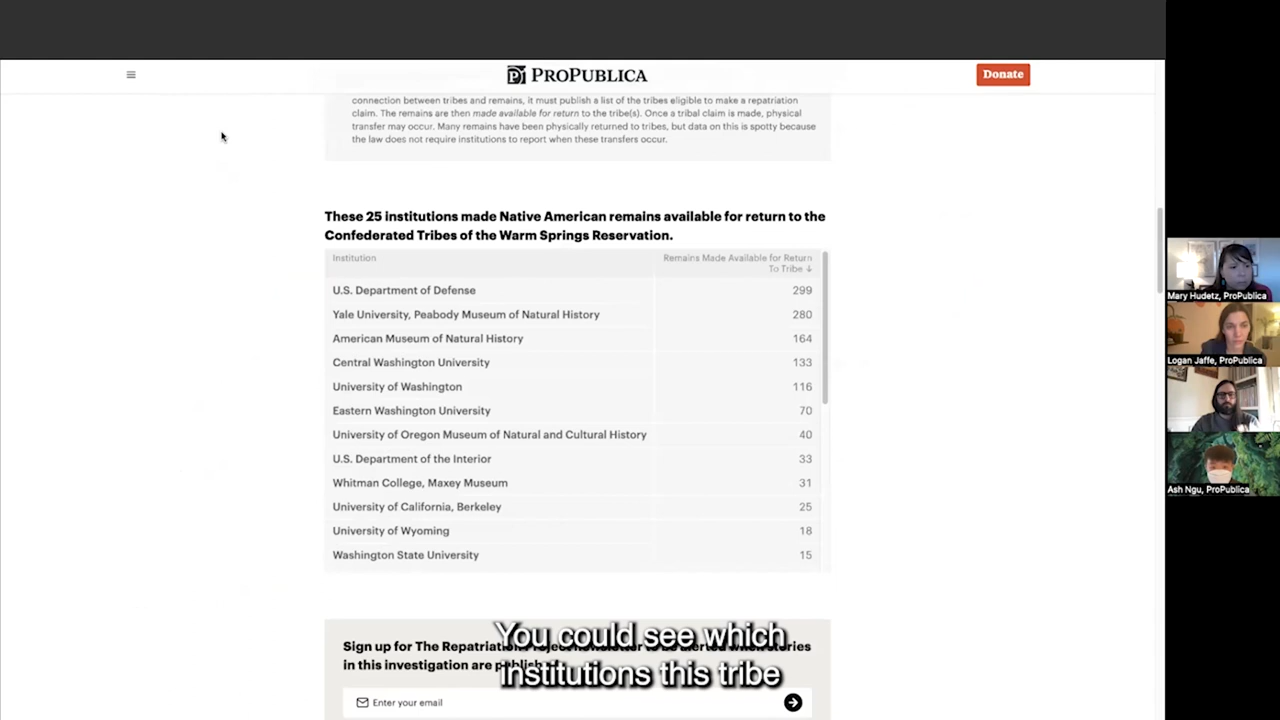 ProPublica
Donate
connection between tribes and remains, it must publish a list of the tribes eligible to make a repatriation
claim. The remains are then made available for return to the tribe(s). Once a tribal claim is made, physical
transfer may occur. Many remains have been physically returned to tribes, but data on this is spotty because
the law does not require institutions to report when these transfers occur.
These 25 institutions made Native American remains available for return to the
Confederated Tribes of the Warm Springs Reservation.
Institution
Remains Made Available for Return
To Tribe ↓
U.S. Department of Defense 299
Yale University, Peabody Museum of Natural History 280
American Museum of Natural History 164
Central Washington University 133
University of Washington 116
Eastern Washington University 70
University of Oregon Museum of Natural and Cultural History 40
U.S. Department of the Interior 33
Whitman College, Maxey Museum 31
University of California, Berkeley 25
University of Wyoming 18
Washington State University 15
Sign up for The Repatriation Project newsletter to be alerted when stories
in this investigation are publish
Enter your email
You could see which
institutions this tribe
Mary Hudetz, ProPublica
Logan Jaffe, ProPublica
Ash Ngu, ProPublica